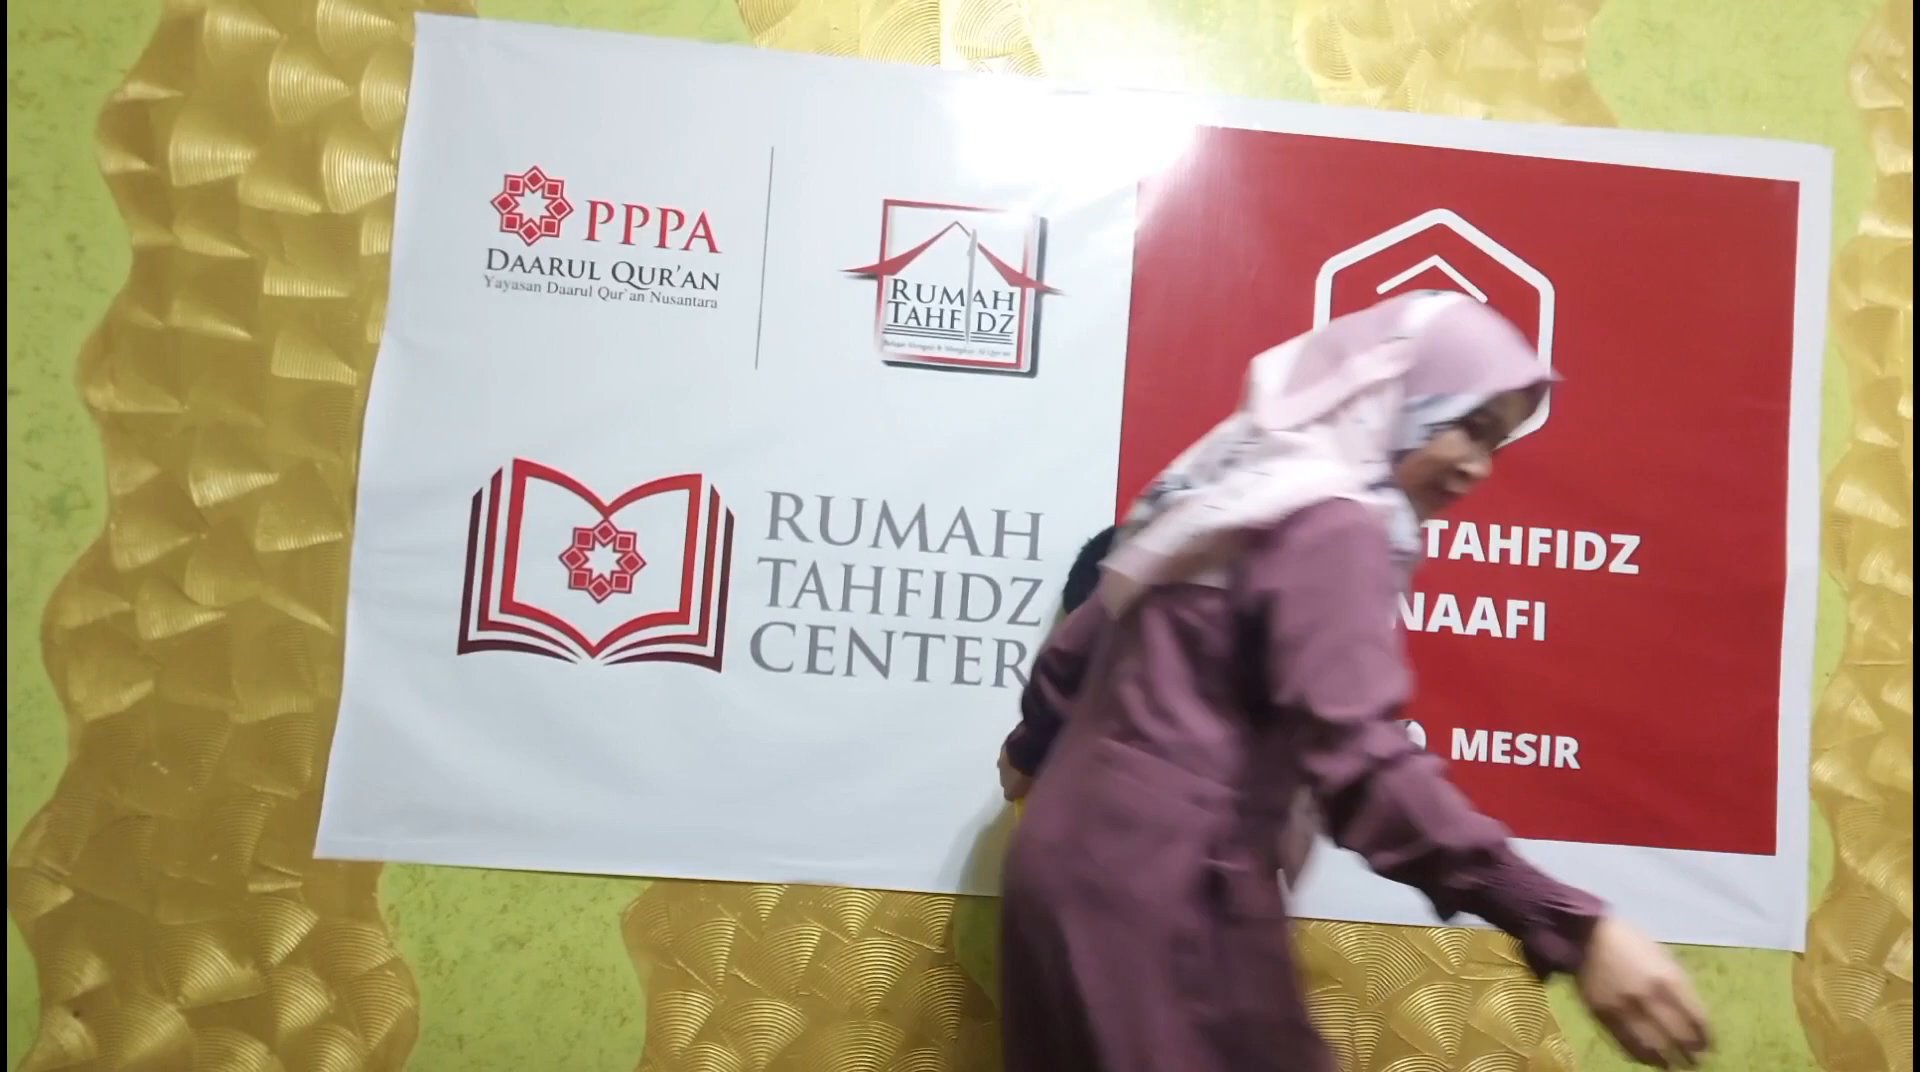 PPPA
DAARUL QUR'AN
Yayasan Daarul Qur'an Nusantara
RUMAH
TAHFIDZ
RUMAH
TAHFIDZ
CENTER
TAHFIDZ
NAAFI
MESIR